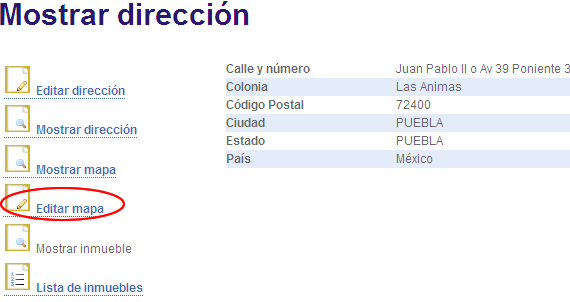 Mostrar dirección
Editar dirección
Mostrar dirección
Mostrar mapa
Editar mapa
Mostrar inmueble
Lista de inmuebles
Calle y número Juan Pablo II o Av 39 Poniente 3
Colonia Las Animas
Código Postal 72400
Ciudad PUEBLA
Estado PUEBLA
País México